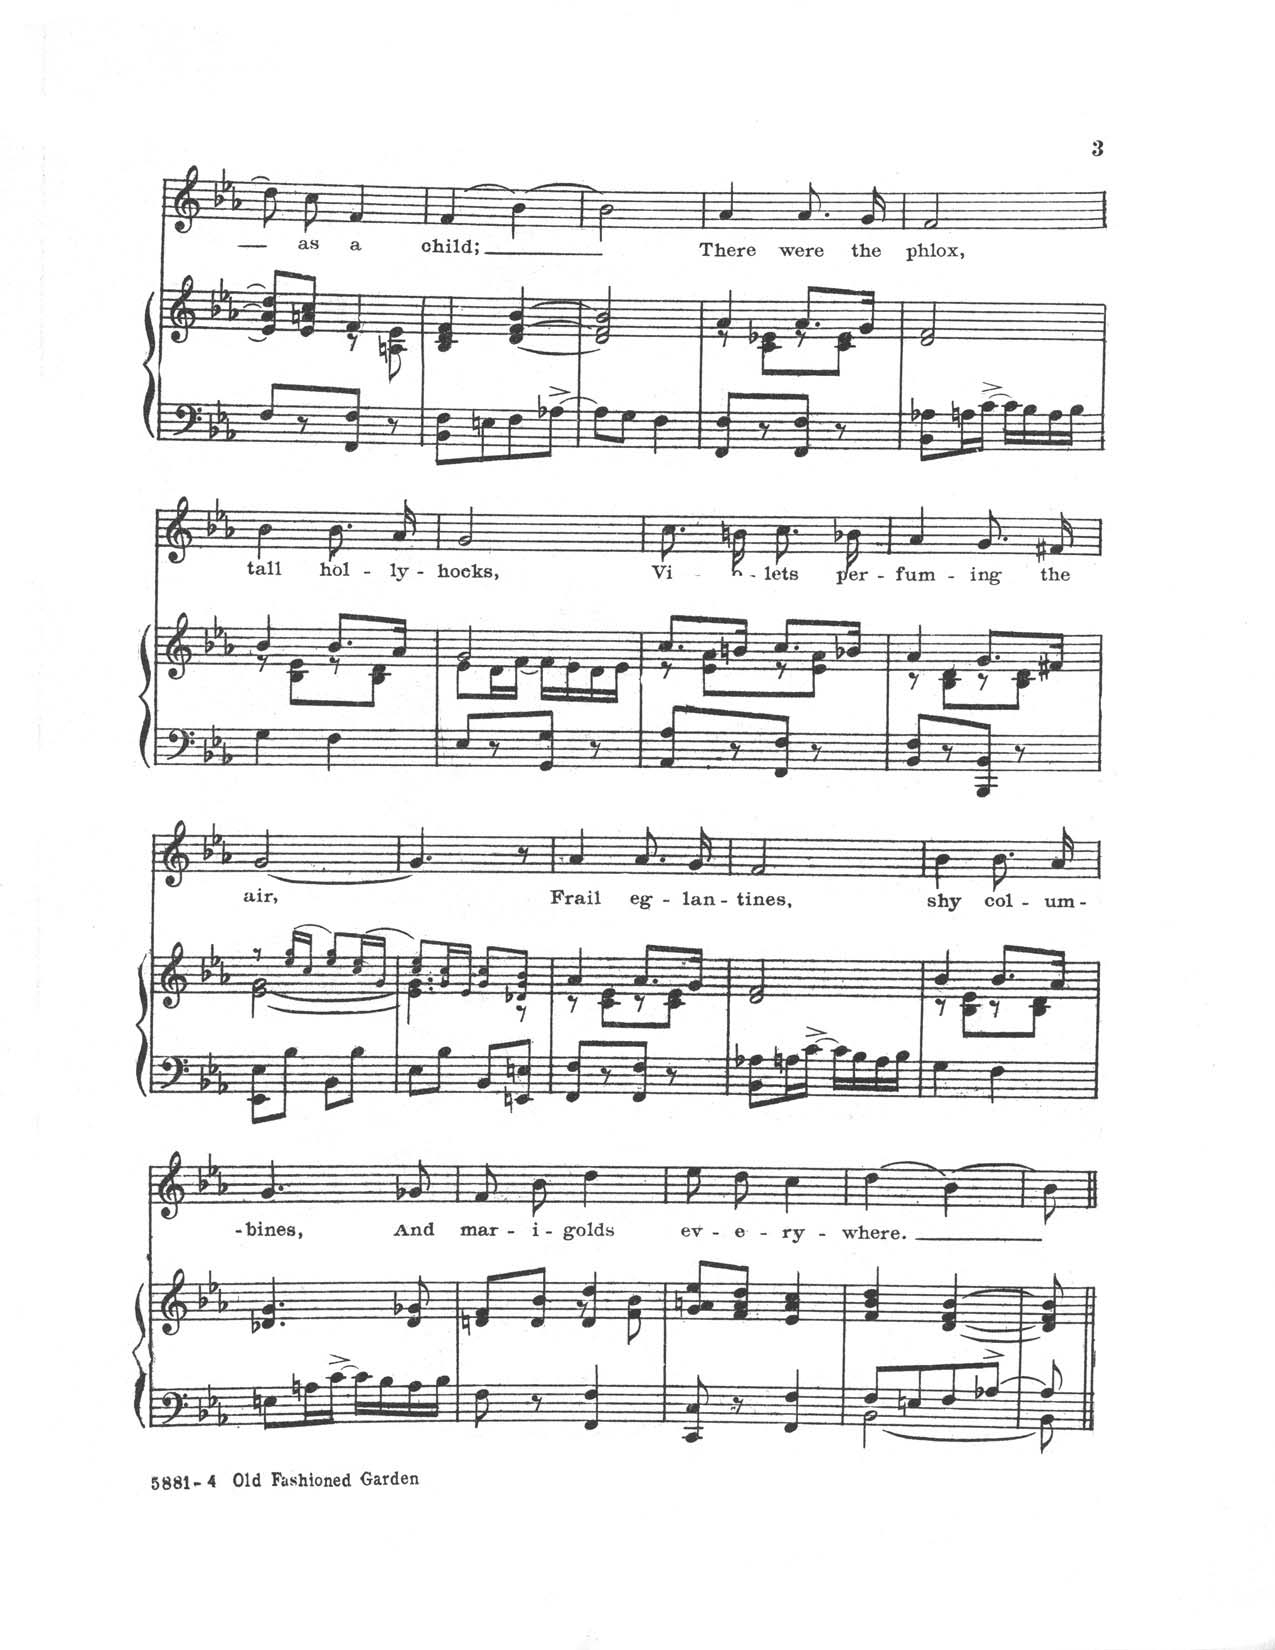 3
— as a child; There were the phlox,
tall hol - ly - hocks, Vi - o - lets per - fum - ing the
air, Frail eg - lan - tines, shy col - um -
-bines, And mar - i - golds ev - e - ry - where.
5881-4 Old Fashioned Garden